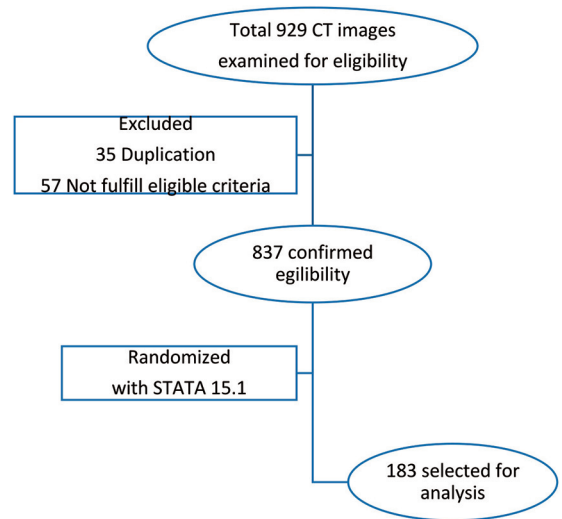 Total 929 CT images
examined for eligibility
Excluded
35 Duplication
57 Not fulfill eligible criteria
837 confirmed
egilibility
Randomized
with STATA 15.1
183 selected for
analysis